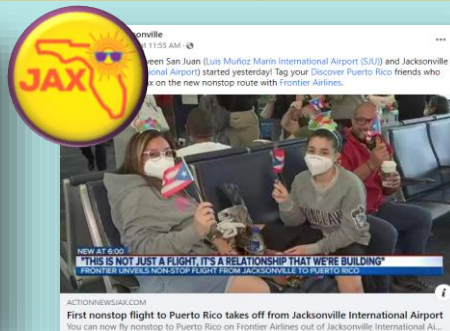 JAX
onville
at 11:55 AM ·
ween San Juan (Luis Muñoz Marín International Airport (SJU)) and Jacksonville
onal Airport) started yesterday! Tag your Discover Puerto Rico friends who
ax on the new nonstop route with Frontier Airlines.
NEW AT 6:00
"THIS IS NOT JUST A FLIGHT, IT'S A RELATIONSHIP THAT WE'RE BUILDING"
FRONTIER UNVEILS NON-STOP FLIGHT FROM JACKSONVILLE TO PUERTO RICO
ACTIONNEWSJAX.COM
First nonstop flight to Puerto Rico takes off from Jacksonville International Airport
You can now fly nonstop to Puerto Rico on Frontier Airlines out of Jacksonville International Ai...